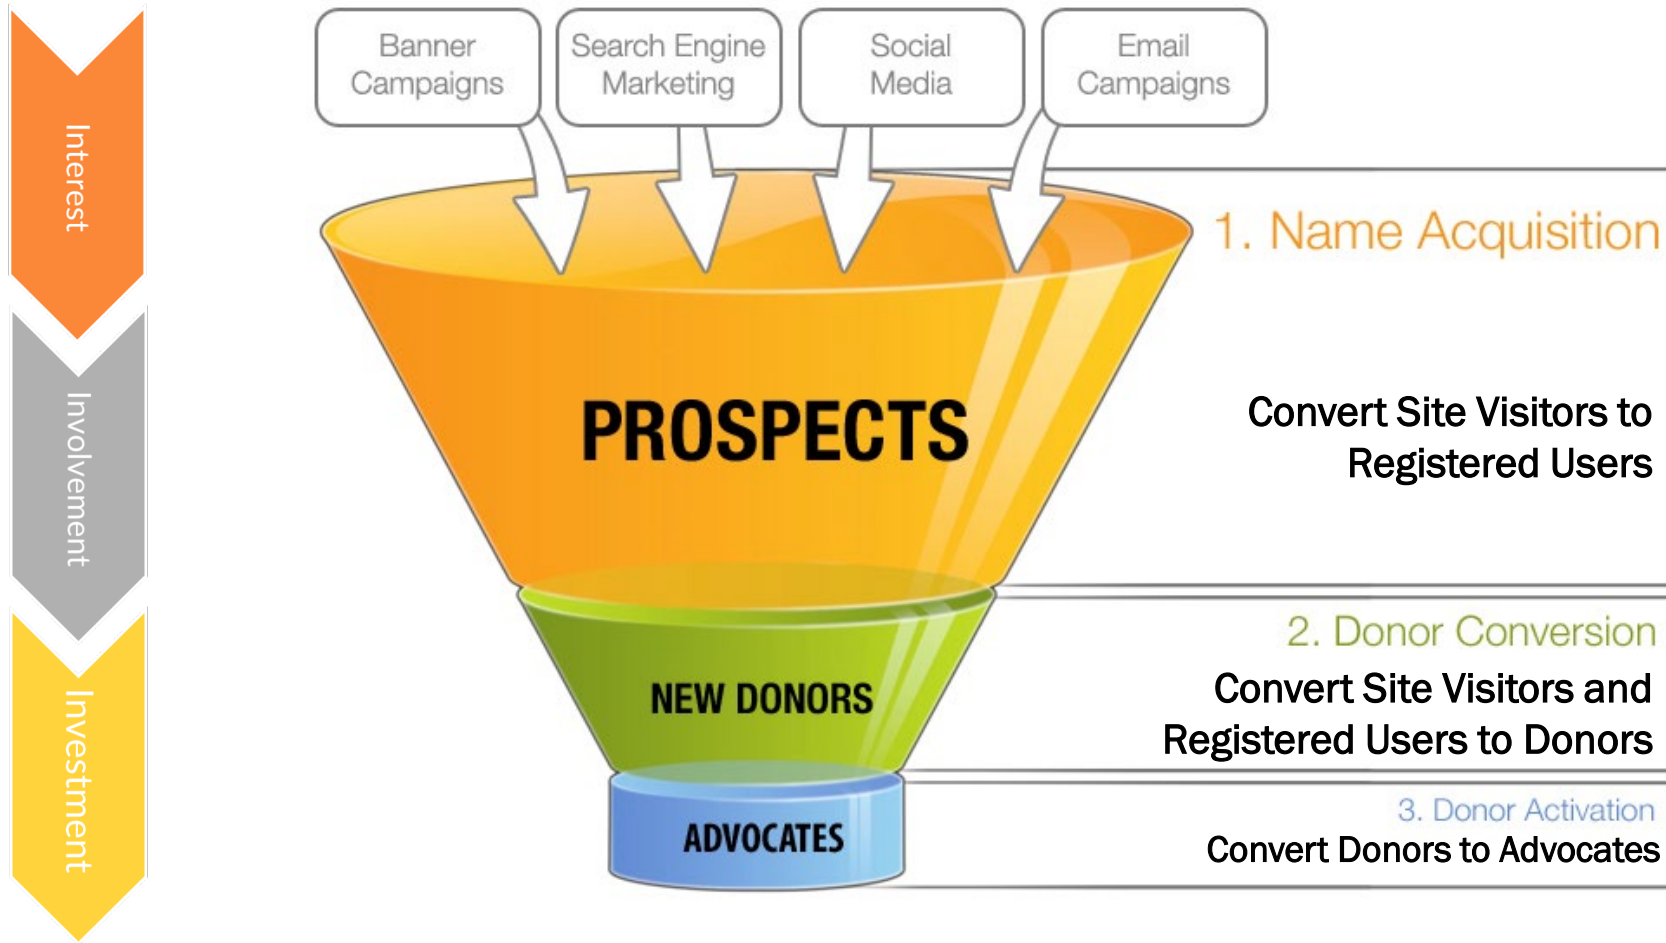 Banner
Campaigns
Search Engine
Marketing
Social
Media
Email
Campaigns
Interest
Involvement
Investment
1. Name Acquisition
PROSPECTS
Convert Site Visitors to
Registered Users
2. Donor Conversion
NEW DONORS
Convert Site Visitors and
Registered Users to Donors
3. Donor Activation
ADVOCATES
Convert Donors to Advocates